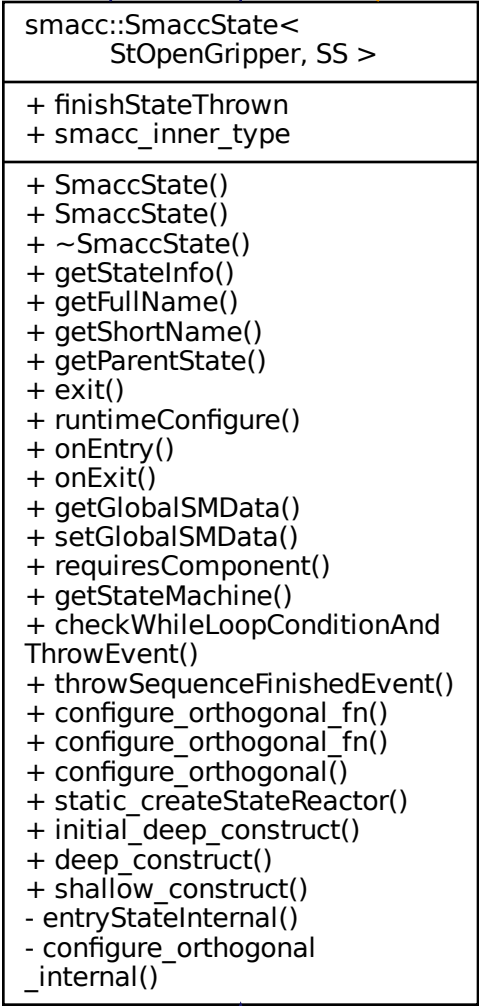 smacc::SmaccState<
StOpenGripper, SS >
+ finishStateThrown
+ smacc_inner_type
+ SmaccState()
+ SmaccState()
+ ~SmaccState()
+ getStateInfo()
+ getFullName()
+ getShortName()
+ getParentState()
+ exit()
+ runtimeConfigure()
+ onEntry()
+ onExit()
+ getGlobalSMData()
+ setGlobalSMData()
+ requiresComponent()
+ getStateMachine()
+ checkWhileLoopConditionAnd
ThrowEvent()
+ throwSequenceFinishedEvent()
+ configure_orthogonal_fn()
+ configure_orthogonal_fn()
+ configure_orthogonal()
+ static_createStateReactor()
+ initial_deep_construct()
+ deep_construct()
+ shallow_construct()
- entryStateInternal()
- configure_orthogonal
_internal()